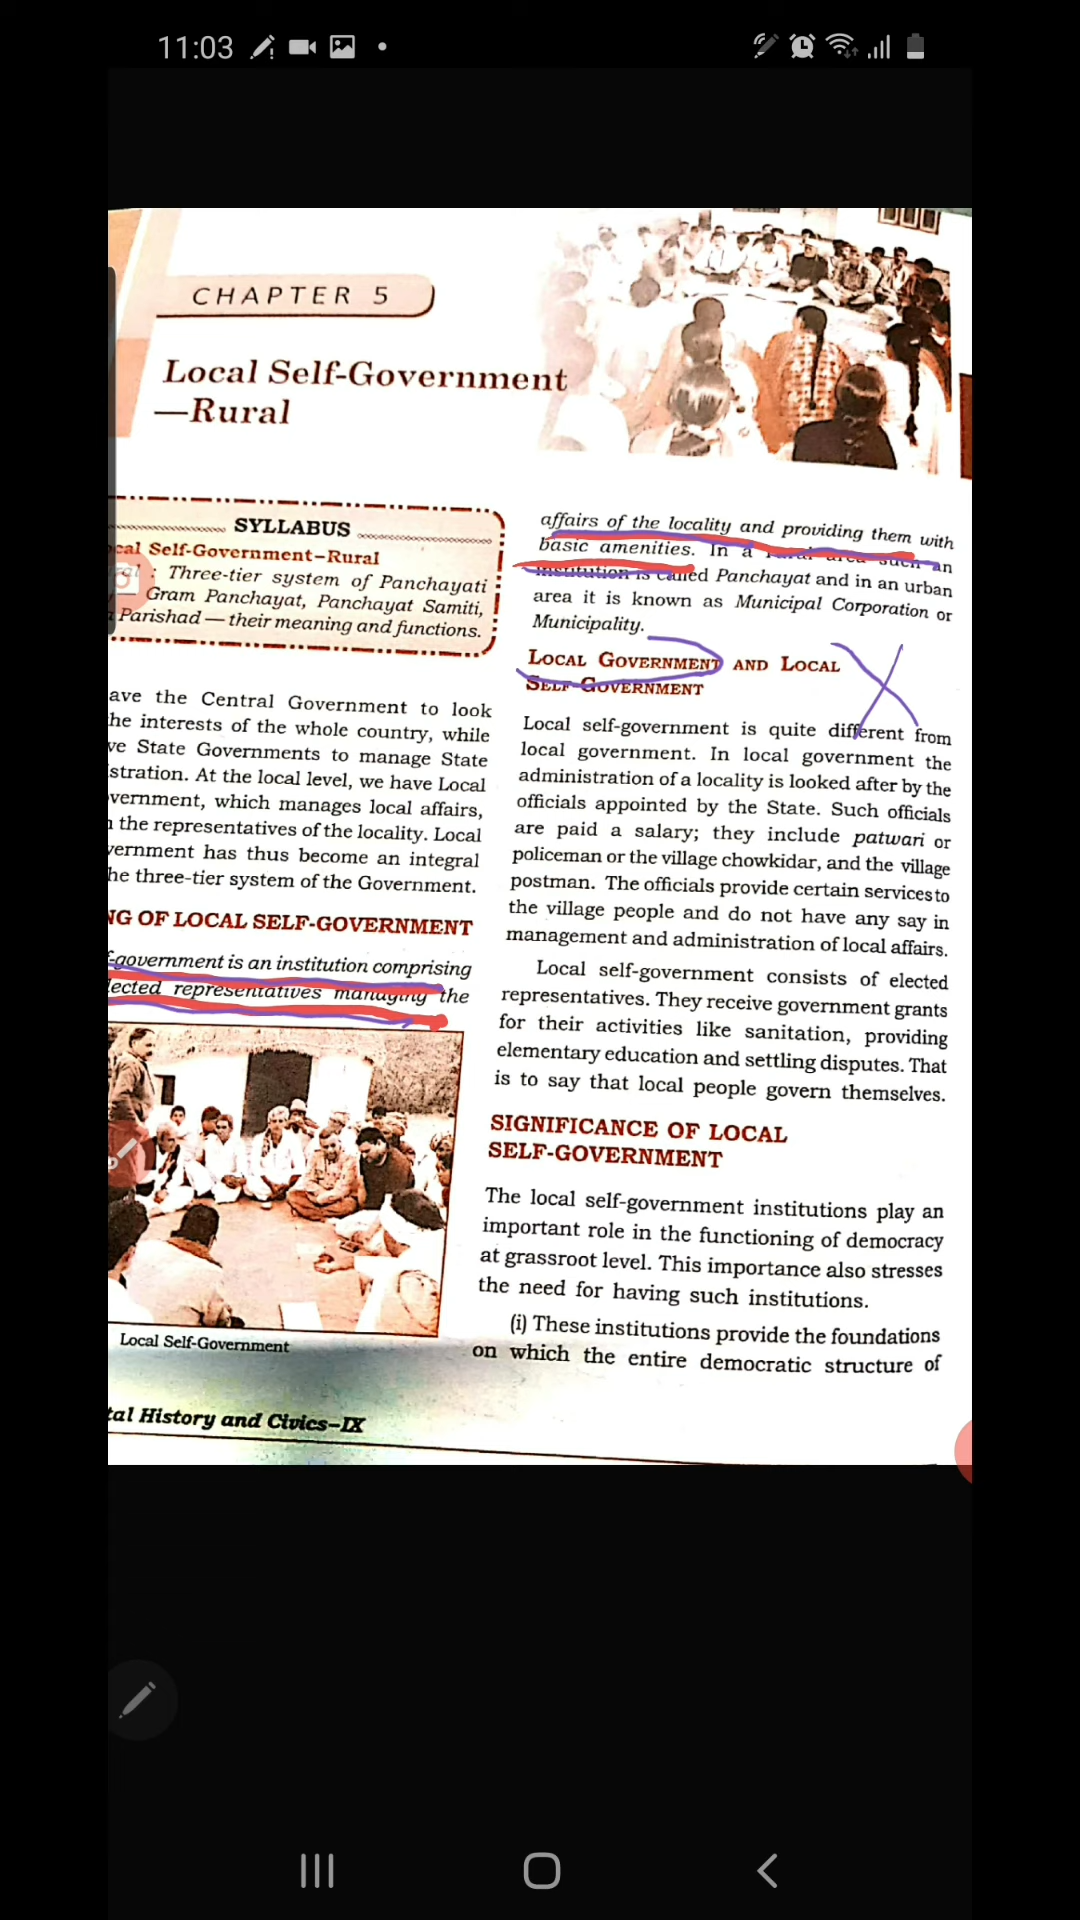 11:03
CHAPTER 5
Local Self-Government
—Rural
SYLLABUS
Self-Government–Rural
: Three-tier system of Panchayati
Gram Panchayat, Panchayat Samiti,
Parishad — their meaning and functions.
ave the Central Government to look
he interests of the whole country, while
ve State Governments to manage State
stration. At the local level, we have Local
vernment, which manages local affairs,
the representatives of the locality. Local
vernment has thus become an integral
he three-tier system of the Government.
NG OF LOCAL SELF-GOVERNMENT
f-government is an institution comprising
lected representatives managing the
Local Self-Government
tal History and Civics–IX
affairs of the locality and providing them with
basic amenities. In a rural area such an
institution is called Panchayat and in an urban
area it is known as Municipal Corporation or
Municipality.
LOCAL GOVERNMENT AND LOCAL
SELF-GOVERNMENT
Local self-government is quite different from
local government. In local government the
administration of a locality is looked after by the
officials appointed by the State. Such officials
are paid a salary; they include patwari or
policeman or the village chowkidar, and the village
postman. The officials provide certain services to
the village people and do not have any say in
management and administration of local affairs.
Local self-government consists of elected
representatives. They receive government grants
for their activities like sanitation, providing
elementary education and settling disputes. That
is to say that local people govern themselves.
SIGNIFICANCE OF LOCAL
SELF-GOVERNMENT
The local self-government institutions play an
important role in the functioning of democracy
at grassroot level. This importance also stresses
the need for having such institutions.
(i) These institutions provide the foundations
on which the entire democratic structure of